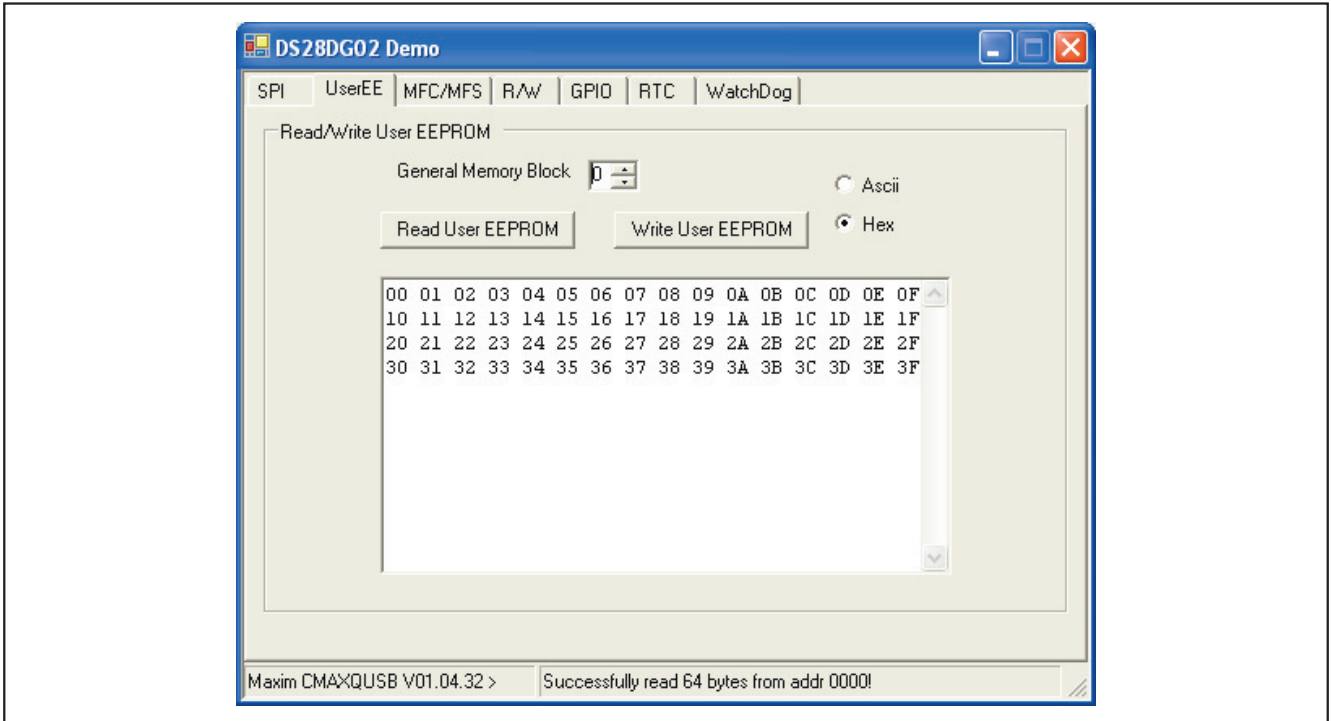 DS28DG02 Demo
SPI UserEE MFC/MFS R/W GPIO RTC WatchDog
Read/Write User EEPROM
General Memory Block 0
Ascii
Read User EEPROM Write User EEPROM Hex
00 01 02 03 04 05 06 07 08 09 0A 0B 0C 0D 0E 0F
10 11 12 13 14 15 16 17 18 19 1A 1B 1C 1D 1E 1F
20 21 22 23 24 25 26 27 28 29 2A 2B 2C 2D 2E 2F
30 31 32 33 34 35 36 37 38 39 3A 3B 3C 3D 3E 3F
Maxim CMAXQUSB V01.04.32 > Successfully read 64 bytes from addr 0000!